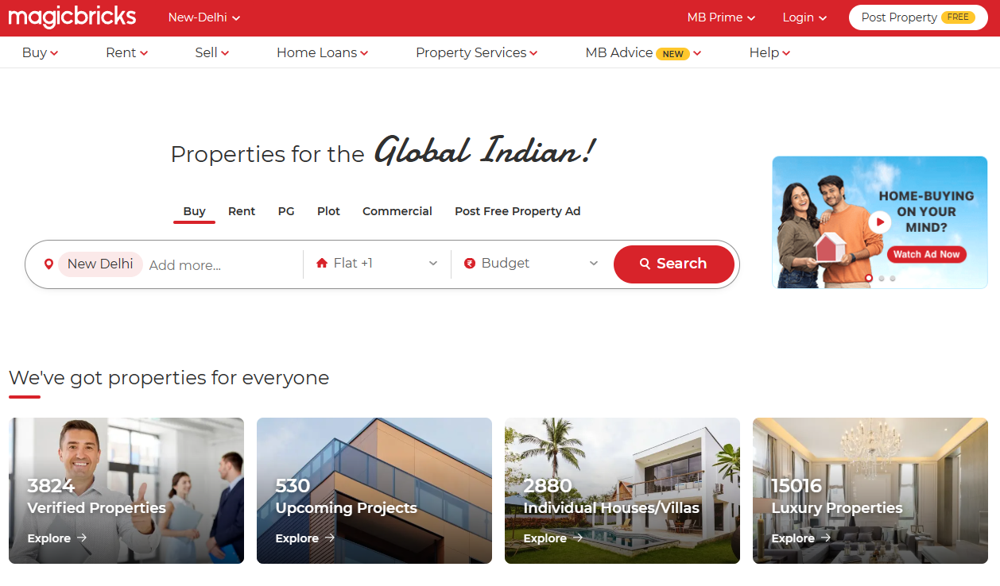 magicbricks
New-Delhi
MB Prime
Login
Post Property FREE
Buy
Rent
Sell
Home Loans
Property Services
MB Advice NEW
Help
Properties for the Global Indian!
Buy
Rent
PG
Plot
Commercial
Post Free Property Ad
New Delhi
Add more...
Flat +1
Budget
Search
HOME-BUYING
ON YOUR
MIND?
Watch Ad Now
We've got properties for everyone
3824
Verified Properties
Explore
530
Upcoming Projects
Explore
2880
Individual Houses/Villas
Explore
15016
Luxury Properties
Explore